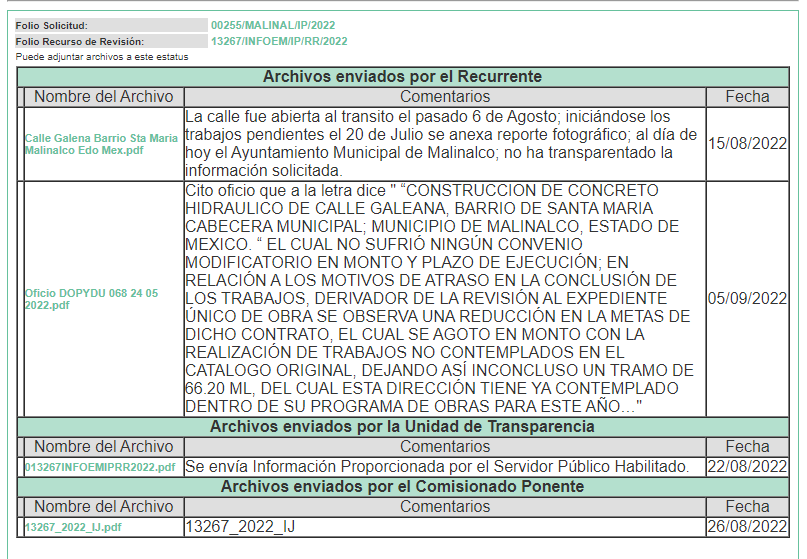 Folio Solicitud: 00255/MALINAL/IP/2022
Folio Recurso de Revisión: 13267/INFOEM/IP/RR/2022
Puede adjuntar archivos a este estatus
Archivos enviados por el Recurrente
Nombre del Archivo Comentarios Fecha
Calle Galena Barrio Sta Maria
Malinalco Edo Mex.pdf
La calle fue abierta al transito el pasado 6 de Agosto; iniciándose los
trabajos pendientes el 20 de Julio se anexa reporte fotográfico; al día de
hoy el Ayuntamiento Municipal de Malinalco; no ha transparentado la
información solicitada.
15/08/2022
Oficio DOPYDU 068 24 05
2022.pdf
Cito oficio que a la letra dice " “CONSTRUCCION DE CONCRETO
HIDRAULICO DE CALLE GALEANA, BARRIO DE SANTA MARIA
CABECERA MUNICIPAL; MUNICIPIO DE MALINALCO, ESTADO DE
MEXICO. “ EL CUAL NO SUFRIÓ NINGÚN CONVENIO
MODIFICATORIO EN MONTO Y PLAZO DE EJECUCIÓN; EN
RELACIÓN A LOS MOTIVOS DE ATRASO EN LA CONCLUSIÓN DE
LOS TRABAJOS, DERIVADOR DE LA REVISIÓN AL EXPEDIENTE
ÚNICO DE OBRA SE OBSERVA UNA REDUCCIÓN EN LA METAS DE
DICHO CONTRATO, EL CUAL SE AGOTO EN MONTO CON LA
REALIZACIÓN DE TRABAJOS NO CONTEMPLADOS EN EL
CATALOGO ORIGINAL, DEJANDO ASÍ INCONCLUSO UN TRAMO DE
66.20 ML, DEL CUAL ESTA DIRECCIÓN TIENE YA CONTEMPLADO
DENTRO DE SU PROGRAMA DE OBRAS PARA ESTE AÑO…"
05/09/2022
Archivos enviados por la Unidad de Transparencia
Nombre del Archivo Comentarios Fecha
013267INFOEMIPRR2022.pdf Se envía Información Proporcionada por el Servidor Público Habilitado. 22/08/2022
Archivos enviados por el Comisionado Ponente
Nombre del Archivo Comentarios Fecha
13267_2022_IJ.pdf 13267_2022_IJ 26/08/2022